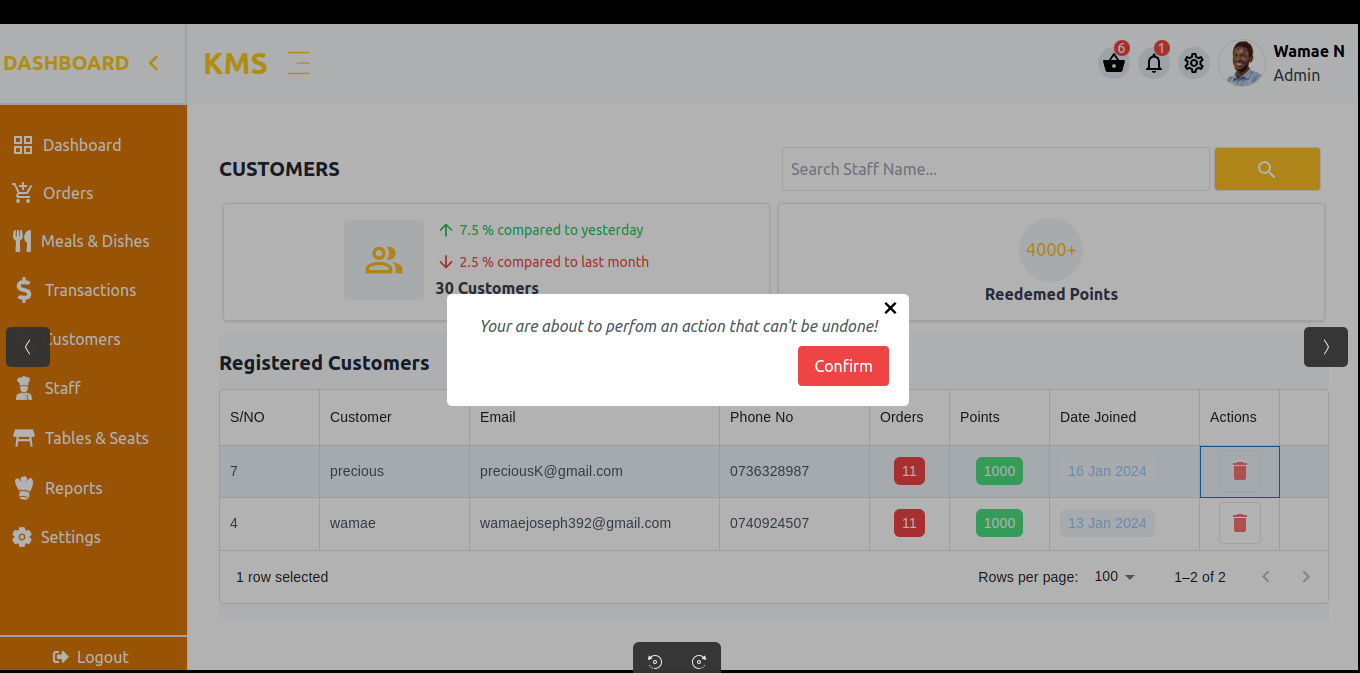 DASHBOARD
KMS
6
1
Wamae N
Admin
Dashboard
Orders
Meals & Dishes
Transactions
ustomers
Staff
Tables & Seats
Reports
Settings
Logout
CUSTOMERS
Search Staff Name...
7.5 % compared to yesterday
2.5 % compared to last month
30 Customers
4000+
Reedemed Points
Your are about to perfom an action that can't be undone!
Confirm
Registered Customers
S/NO Customer Email Phone No Orders Points Date Joined Actions
7 precious preciousK@gmail.com 0736328987 11 1000 16 Jan 2024
4 wamae wamaejoseph392@gmail.com 0740924507 11 1000 13 Jan 2024
1 row selected Rows per page: 100 1–2 of 2